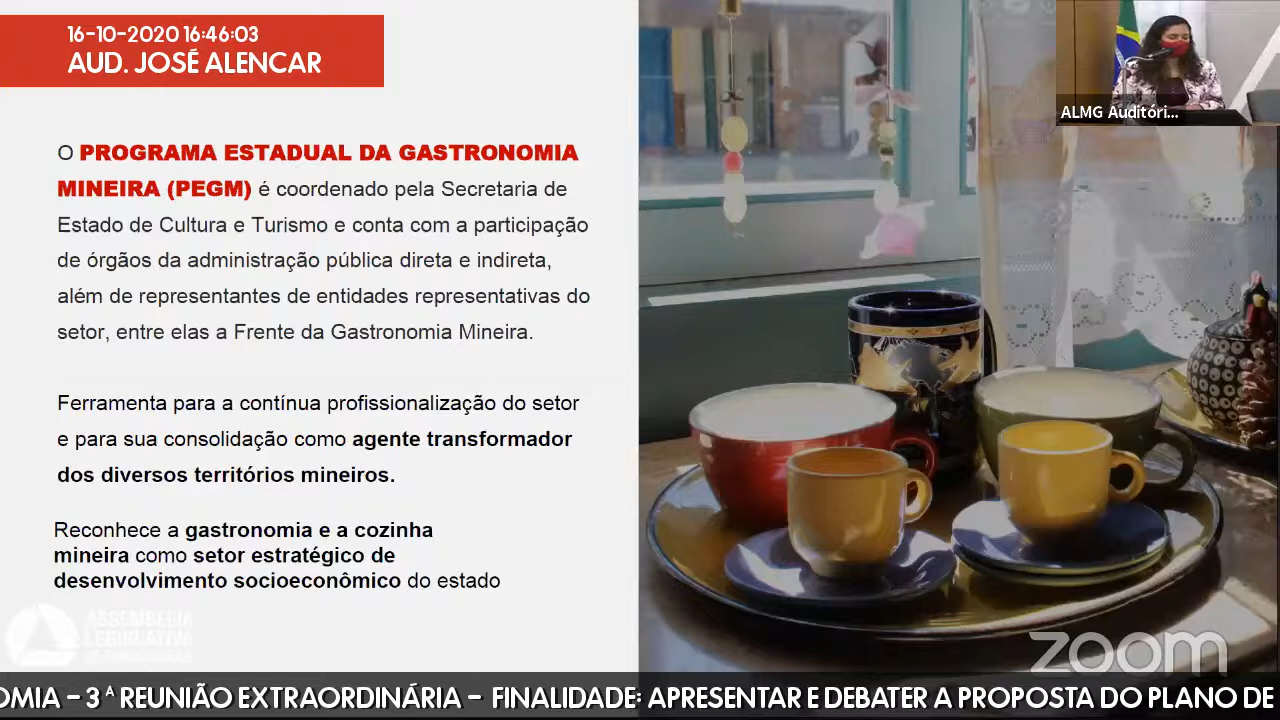 16-10-2020 16:46:03
AUD. JOSÉ ALENCAR
ALMG Auditóri...
O PROGRAMA ESTADUAL DA GASTRONOMIA
MINEIRA (PEGM) é coordenado pela Secretaria de
Estado de Cultura e Turismo e conta com a participação
de órgãos da administração pública direta e indireta,
além de representantes de entidades representativas do
setor, entre elas a Frente da Gastronomia Mineira.
Ferramenta para a contínua profissionalização do setor
e para sua consolidação como agente transformador
dos diversos territórios mineiros.
Reconhece a gastronomia e a cozinha
mineira como setor estratégico de
desenvolvimento socioeconômico do estado
ASSEMBLEIA
LEGISLATIVA
zoom
OMIA – 3ª REUNIÃO EXTRAORDINÁRIA – FINALIDADE: APRESENTAR E DEBATER A PROPOSTA DO PLANO DE